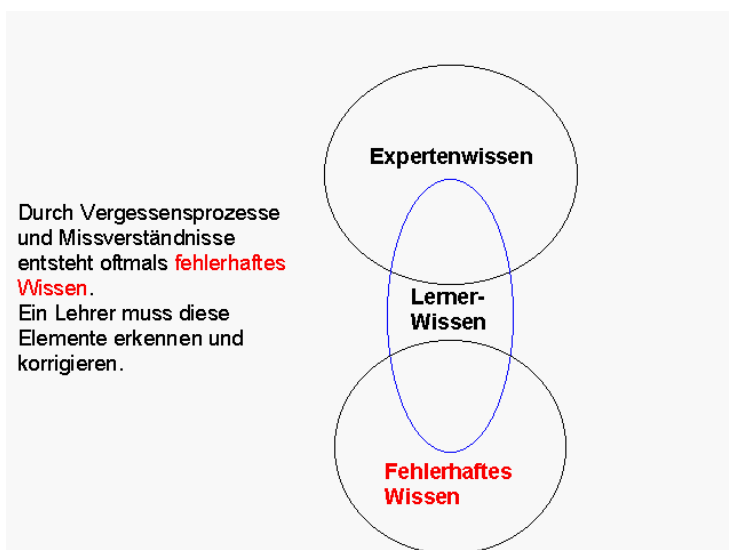 Expertenwissen
Durch Vergessensprozesse
und Missverständnisse
entsteht oftmals fehlerhaftes
Wissen.
Ein Lehrer muss diese
Elemente erkennen und
korrigieren.
Lerner-
Wissen
Fehlerhaftes
Wissen